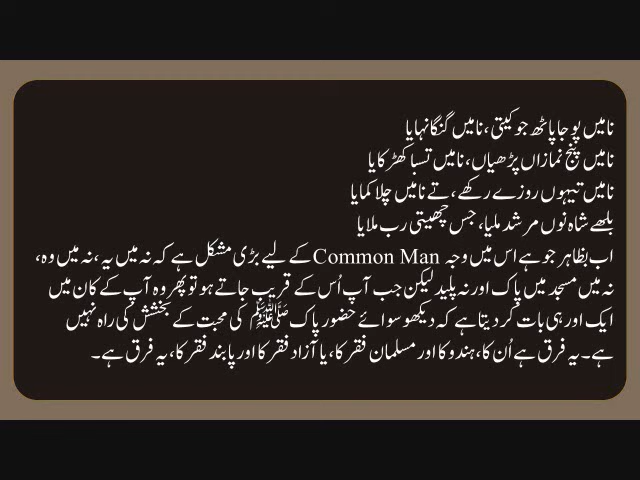 نا میں پوجا پاٹھ جو کیتی، نا میں گنگا نہایا
نا میں پنج نمازاں پڑھیاں، نا میں تسبا کھڑکایا
نا میں تیہوں روزے رکھے، تے نا میں چلا کمایا
بلھے شاہ نوں مرشد ملیا، جس چھیتی رب ملایا
اب بظاہر جو ہے اس میں وجہ Common Man کے لیے بڑی مشکل ہے کہ نہ میں یہ، نہ میں وہ،
نہ میں مسجد میں پاک اور نہ پلید لیکن جب آپ اُس کے قریب جاتے ہو تو پھر وہ آپ کے کان میں
ایک اور ہی بات کر دیتا ہے کہ دیکھو سوائے حضور پاک ﷺ کی محبت کے بخشش کی راہ نہیں
ہے۔ یہ فرق ہے اُن کا، ہندو کا اور مسلمان فقر کا، یا آزاد فقر کا اور پابند فقر کا، یہ فرق ہے۔